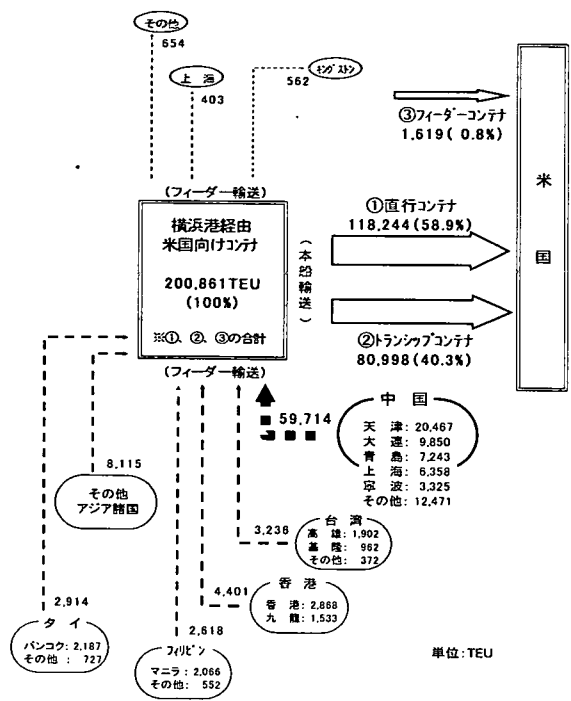 その他
654
上 海
403
562
キングストン
③フィーダーコンテナ
1,619( 0.8%)
米国
(フィーダー輸送)
横浜港経由
米国向けコンテナ
200,861TEU
(100%)
※①、②、③の合計
(本船輸送)
①直行コンテナ
118,244(58.9%)
②トランシップコンテナ
80,998(40.3%)
(フィーダー輸送)
59,714
中 国
天 津: 20,467
大 連: 9,850
青 島: 7,243
上 海: 6,358
寧 波: 3,325
その他: 12,471
8,115
その他
アジア諸国
3,236
台 湾
高 雄: 1,902
基 隆: 962
その他: 372
4,401
香 港
香 港: 2,868
九 龍: 1,533
2,914
タ イ
バンコク: 2,187
その他 : 727
2,618
フィリピン
マニラ: 2,066
その他: 552
単位: TEU